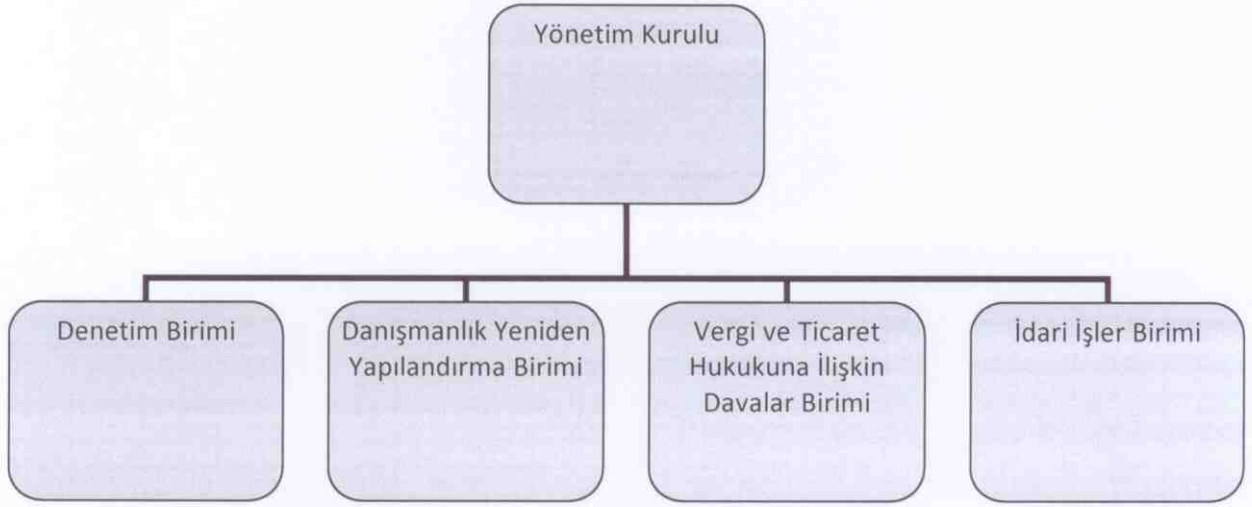 Yönetim Kurulu
Denetim Birimi
Danışmanlık Yeniden
Yapılandırma Birimi
Vergi ve Ticaret
Hukukuna İlişkin
Davalar Birimi
İdari İşler Birimi